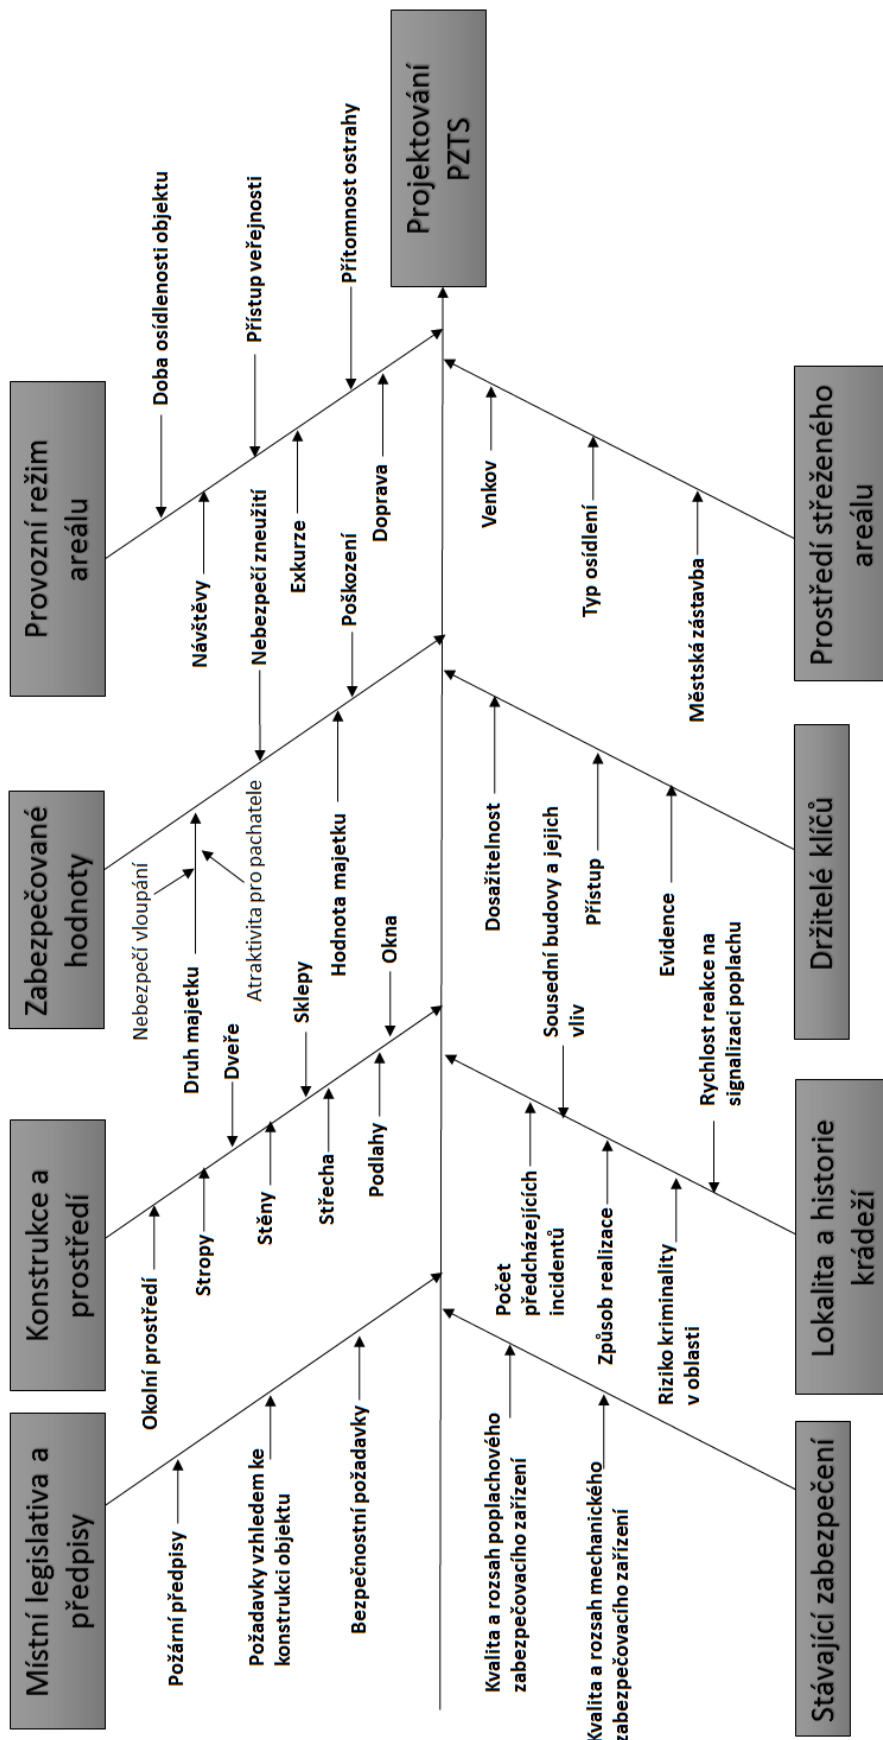 Místní legislativa a
předpisy
Požární předpisy
Požadavky vzhledem ke
konstrukci objektu
Bezpečnostní požadavky
Konstrukce a
prostředí
Okolní prostředí
Stropy
Dveře
Stěny
Sklepy
Střecha
Podlahy
Okna
Zabezpečované
hodnoty
Nebezpečí vloupání
Druh majetku
Atraktivita pro pachatele
Nebezpečí zneužití
Hodnota majetku
Poškození
Provozní režim
areálu
Doba osídlenosti objektu
Návštěvy
Přístup veřejnosti
Exkurze
Přítomnost ostrahy
Doprava
Projektování
PZTS
Kvalita a rozsah poplachového
zabezpečovacího zařízení
Kvalita a rozsah mechanického
zabezpečovacího zařízení
Stávající zabezpečení
Počet
předcházejících
incidentů
Sousední budovy a jejich
vliv
Způsob realizace
Riziko kriminality
v oblasti
Rychlost reakce na
signalizaci poplachu
Lokalita a historie
krádeží
Dosažitelnost
Přístup
Evidence
Držitelé klíčů
Venkov
Typ osídlení
Městská zástavba
Prostředí střeženého
areálu